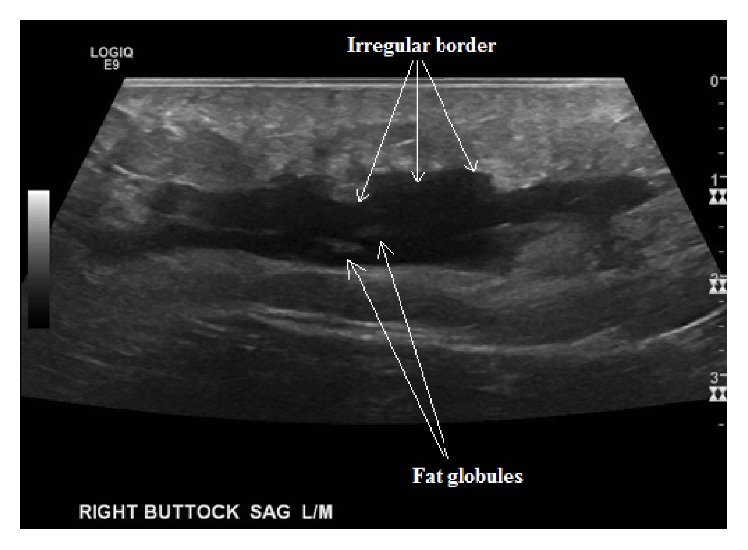 LOGIQ
E9
Irregular border
0
1
2
3
Fat globules
RIGHT BUTTOCK SAG L/M